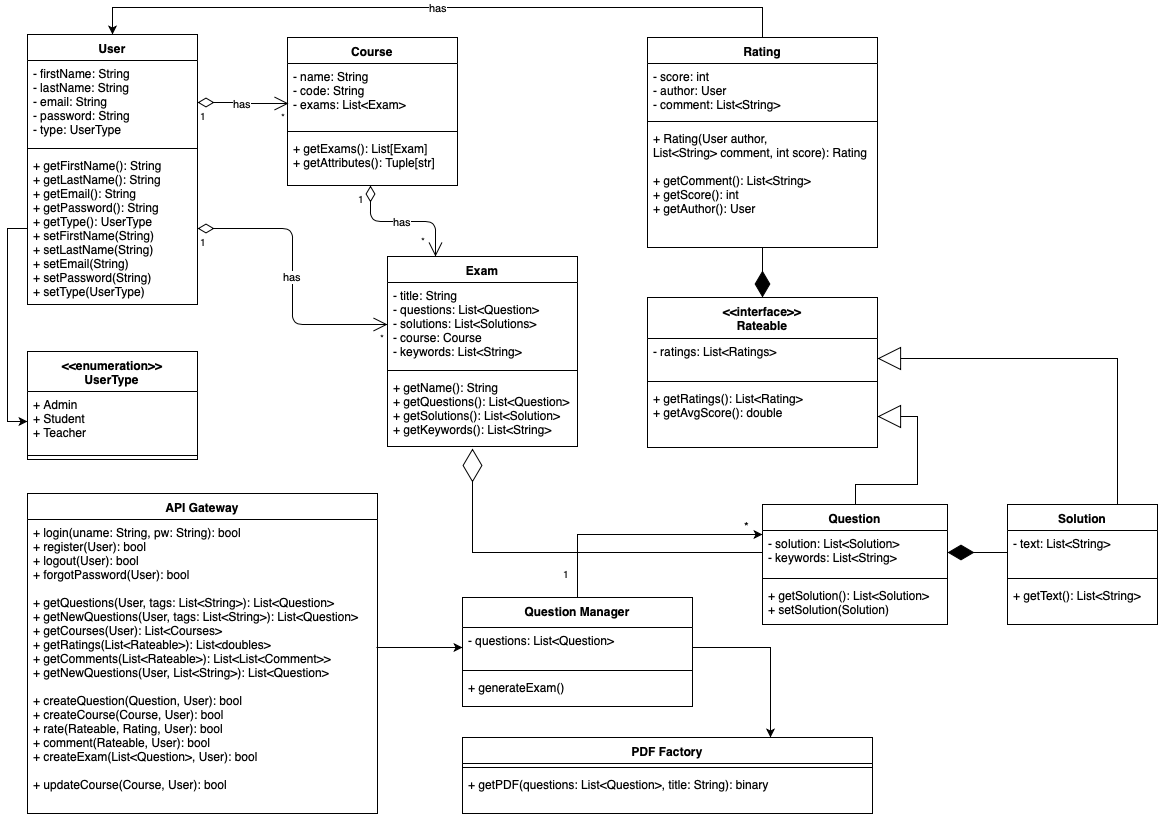 has
User
- firstName: String
- lastName: String
- email: String
- password: String
- type: UserType
+ getFirstName(): String
+ getLastName(): String
+ getEmail(): String
+ getPassword(): String
+ getType(): UserType
+ setFirstName(String)
+ setLastName(String)
+ setEmail(String)
+ setPassword(String)
+ setType(UserType)
has
1
*
Course
- name: String
- code: String
- exams: List<Exam>
+ getExams(): List[Exam]
+ getAttributes(): Tuple[str]
1
has
*
1
has
*
Rating
- score: int
- author: User
- comment: List<String>
+ Rating(User author,
List<String> comment, int score): Rating
+ getComment(): List<String>
+ getScore(): int
+ getAuthor(): User
Exam
- title: String
- questions: List<Question>
- solutions: List<Solutions>
- course: Course
- keywords: List<String>
+ getName(): String
+ getQuestions(): List<Question>
+ getSolutions(): List<Solution>
+ getKeywords(): List<String>
<<interface>>
Rateable
- ratings: List<Ratings>
+ getRatings(): List<Rating>
+ getAvgScore(): double
<<enumeration>>
UserType
+ Admin
+ Student
+ Teacher
API Gateway
+ login(uname: String, pw: String): bool
+ register(User): bool
+ logout(User): bool
+ forgotPassword(User): bool
+ getQuestions(User, tags: List<String>): List<Question>
+ getNewQuestions(User, tags: List<String>): List<Question>
+ getCourses(User): List<Courses>
+ getRatings(List<Rateable>): List<doubles>
+ getComments(List<Rateable>): List<List<Comment>>
+ getNewQuestions(User, List<String>): List<Question>
+ createQuestion(Question, User): bool
+ createCourse(Course, User): bool
+ rate(Rateable, Rating, User): bool
+ comment(Rateable, User): bool
+ createExam(List<Question>, User): bool
+ updateCourse(Course, User): bool
*
1
Question
- solution: List<Solution>
- keywords: List<String>
+ getSolution(): List<Solution>
+ setSolution(Solution)
Solution
- text: List<String>
+ getText(): List<String>
Question Manager
- questions: List<Question>
+ generateExam()
PDF Factory
+ getPDF(questions: List<Question>, title: String): binary